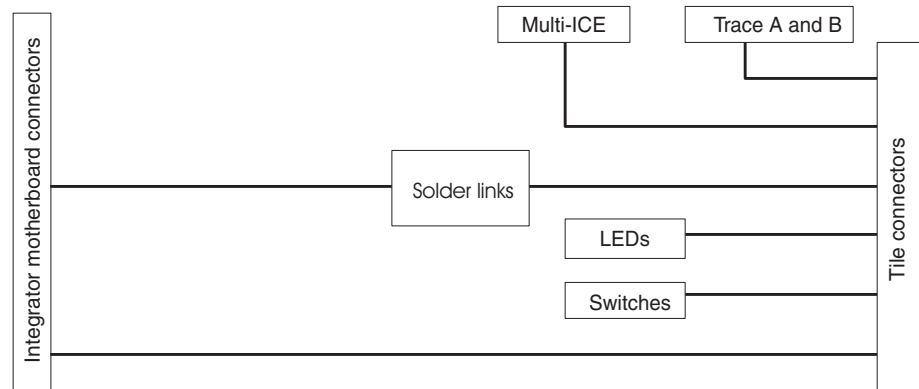 Multi-ICE
Trace A and B
Integrator motherboard connectors
Solder links
Tile connectors
LEDs
Switches